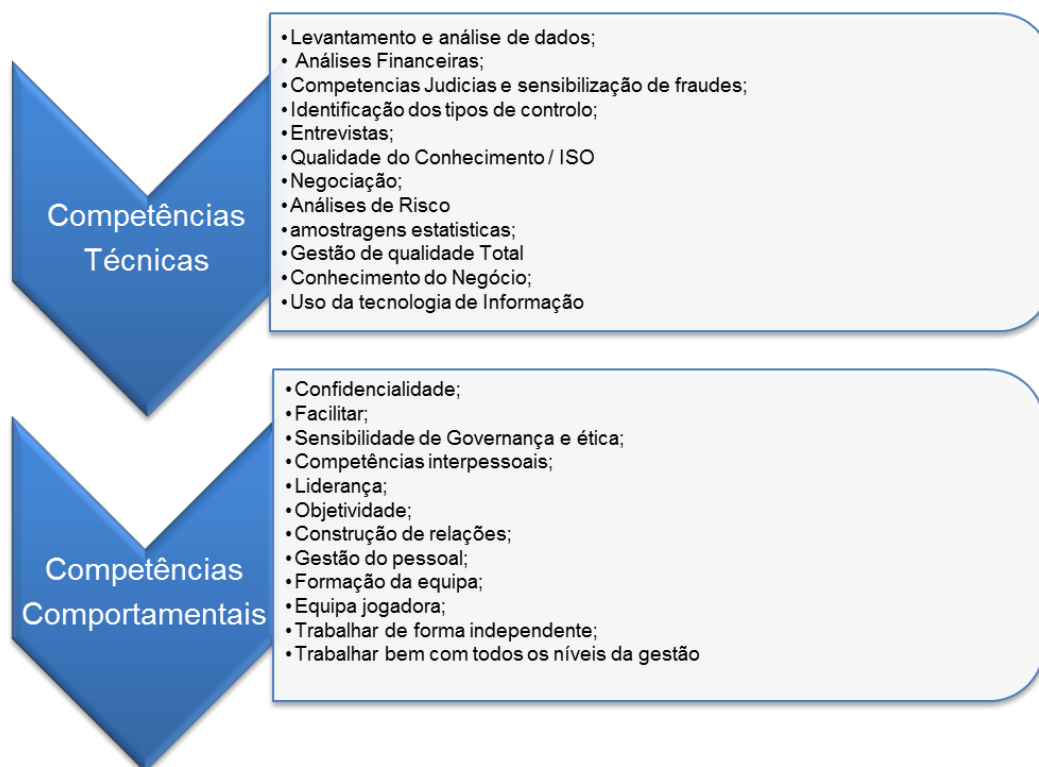 Competências
Técnicas
•Levantamento e análise de dados;
• Análises Financeiras;
•Competencias Judicias e sensibilização de fraudes;
•Identificação dos tipos de controlo;
•Entrevistas;
•Qualidade do Conhecimento / ISO
•Negociação;
•Análises de Risco
•amostragens estatisticas;
•Gestão de qualidade Total
•Conhecimento do Negócio;
•Uso da tecnologia de Informação
Competências
Comportamentais
•Confidencialidade;
•Facilitar;
•Sensibilidade de Governança e ética;
•Competências interpessoais;
•Liderança;
•Objetividade;
•Construção de relações;
•Gestão do pessoal;
•Formação da equipa;
•Equipa jogadora;
•Trabalhar de forma independente;
•Trabalhar bem com todos os níveis da gestão